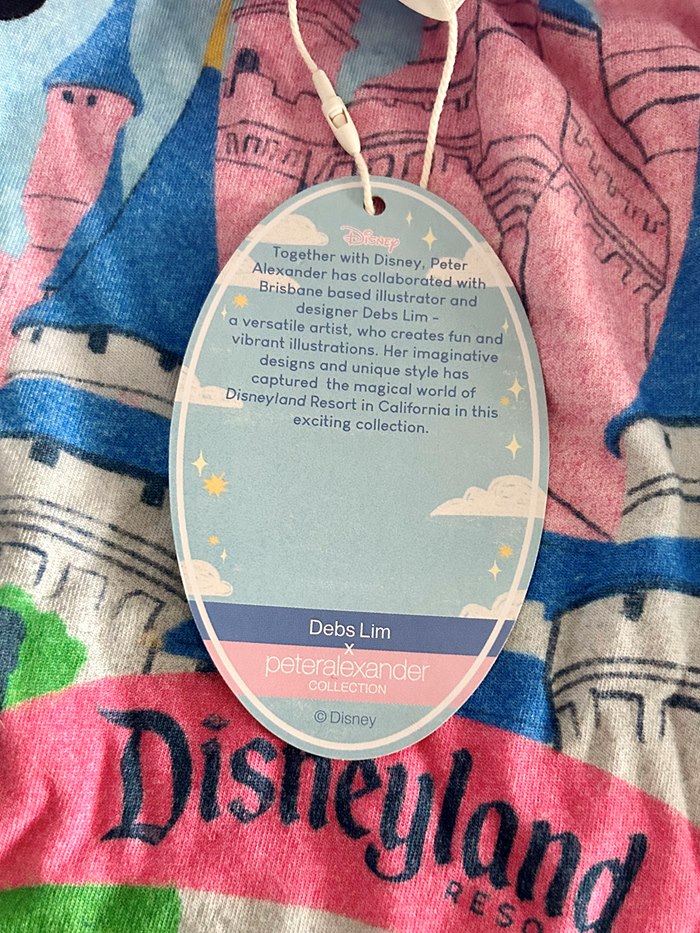 Disney
Together with Disney, Peter
Alexander has collaborated with
Brisbane based illustrator and
designer Debs Lim -
a versatile artist, who creates fun and
vibrant illustrations. Her imaginative
designs and unique style has
captured the magical world of
Disneyland Resort in California in this
exciting collection.
Debs Lim
x
peteralexander
COLLECTION
© Disney
Disneyland
RESO